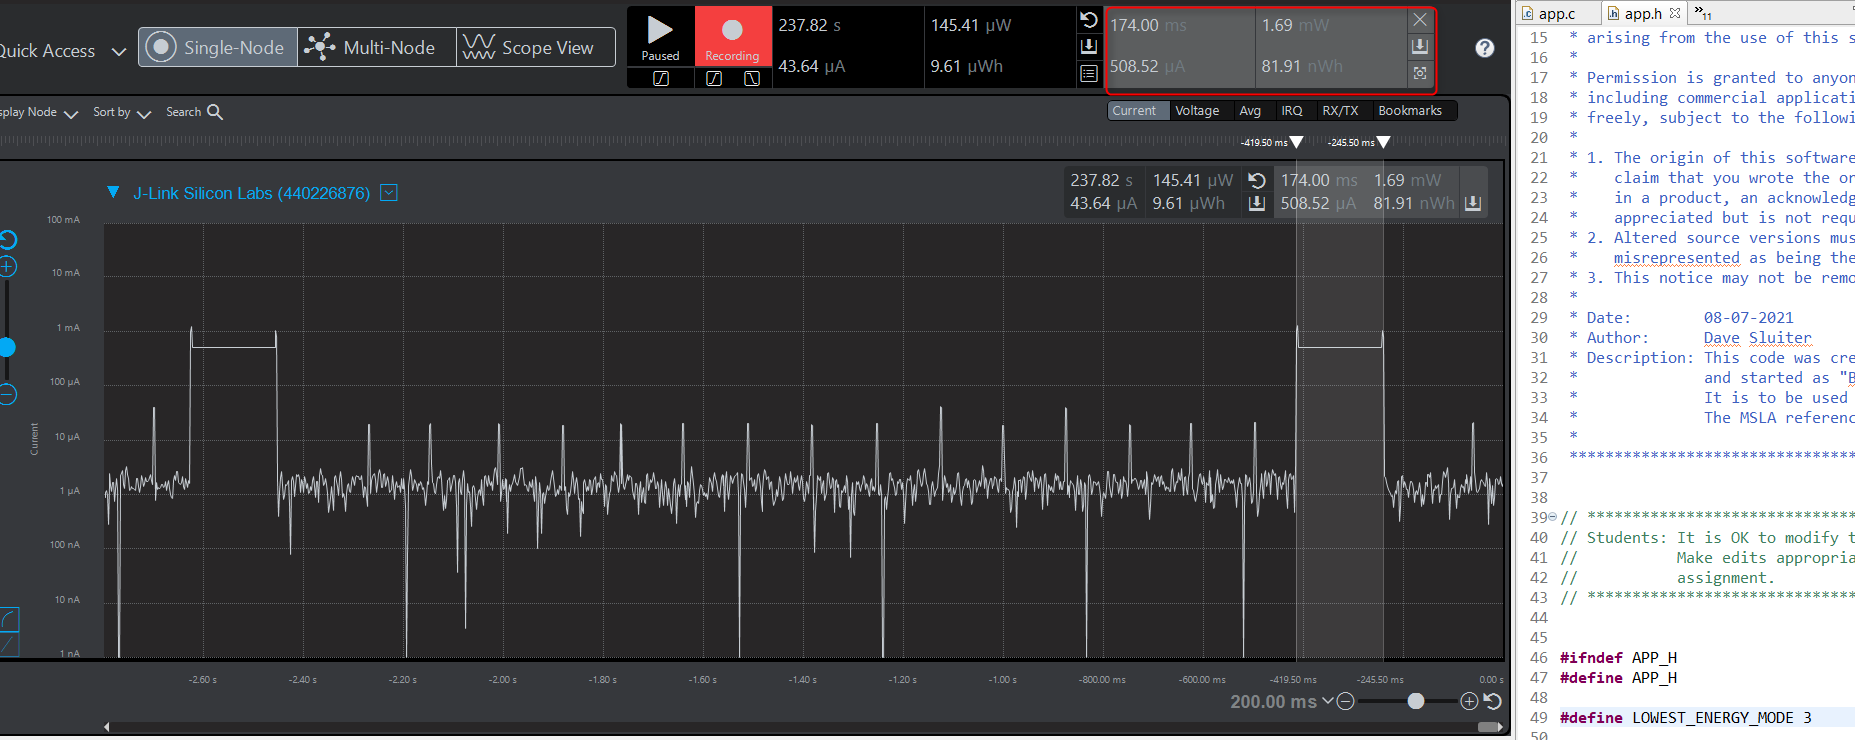 Quick Access
Single-Node
Multi-Node
Scope View
Paused
Recording
237.82 s
145.41 µW
43.64 µA
9.61 µWh
174.00 ms
1.69 mW
508.52 µA
81.91 nWh
?
splay Node
Sort by
Search
Current
Voltage
Avg
IRQ
RX/TX
Bookmarks
-419.50 ms
-245.50 ms
J-Link Silicon Labs (440226876)
237.82 s
145.41 µW
174.00 ms
1.69 mW
43.64 µA
9.61 µWh
508.52 µA
81.91 nWh
100 mA
10 mA
1 mA
100 µA
10 µA
1 µA
100 nA
10 nA
1 nA
Current
-2.60 s
-2.40 s
-2.20 s
-2.00 s
-1.80 s
-1.60 s
-1.40 s
-1.20 s
-1.00 s
-800.00 ms
-600.00 ms
-419.50 ms
-245.50 ms
0.00 s
200.00 ms
app.c
app.h
»11
15 * arising from the use of this s
16 *
17 * Permission is granted to anyon
18 * including commercial applicati
19 * freely, subject to the followi
20 *
21 * 1. The origin of this software
22 * claim that you wrote the or
23 * in a product, an acknowledg
24 * appreciated but is not requ
25 * 2. Altered source versions mus
26 * misrepresented as being the
27 * 3. This notice may not be remo
28 *
29 * Date: 08-07-2021
30 * Author: Dave Sluiter
31 * Description: This code was cre
32 * and started as "B
33 * It is to be used
34 * The MSLA referenc
35 *
36 ********************************
37
38
39 // ******************************
40 // Students: It is OK to modify t
41 // Make edits appropria
42 // assignment.
43 // ******************************
44
45
46 #ifndef APP_H
47 #define APP_H
48
49 #define LOWEST_ENERGY_MODE 3
50